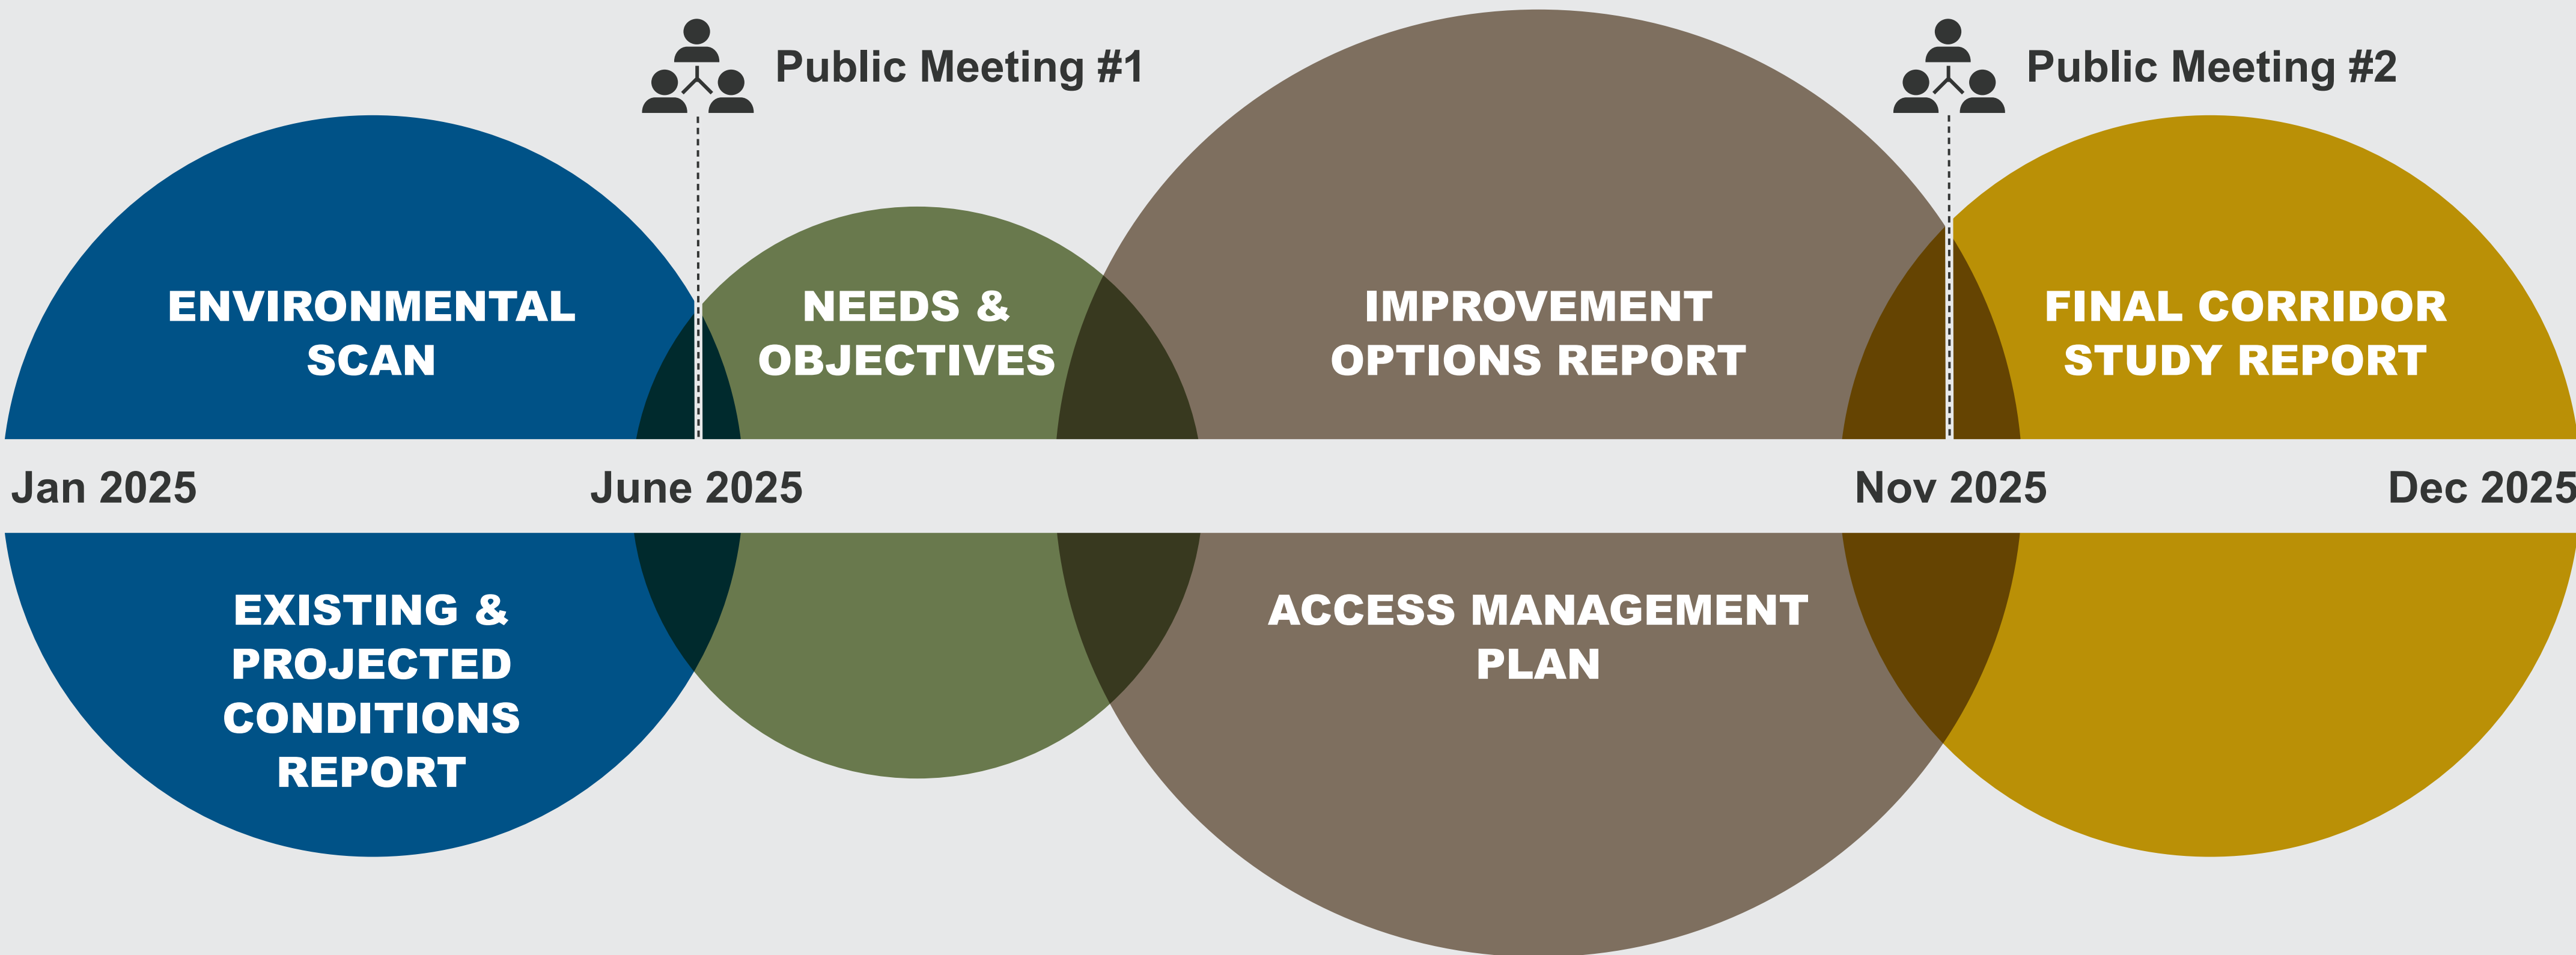 Public Meeting #1
Public Meeting #2
ENVIRONMENTAL
SCAN
NEEDS &
OBJECTIVES
IMPROVEMENT
OPTIONS REPORT
FINAL CORRIDOR
STUDY REPORT
Jan 2025
June 2025
Nov 2025
Dec 2025
EXISTING &
PROJECTED
CONDITIONS
REPORT
ACCESS MANAGEMENT
PLAN